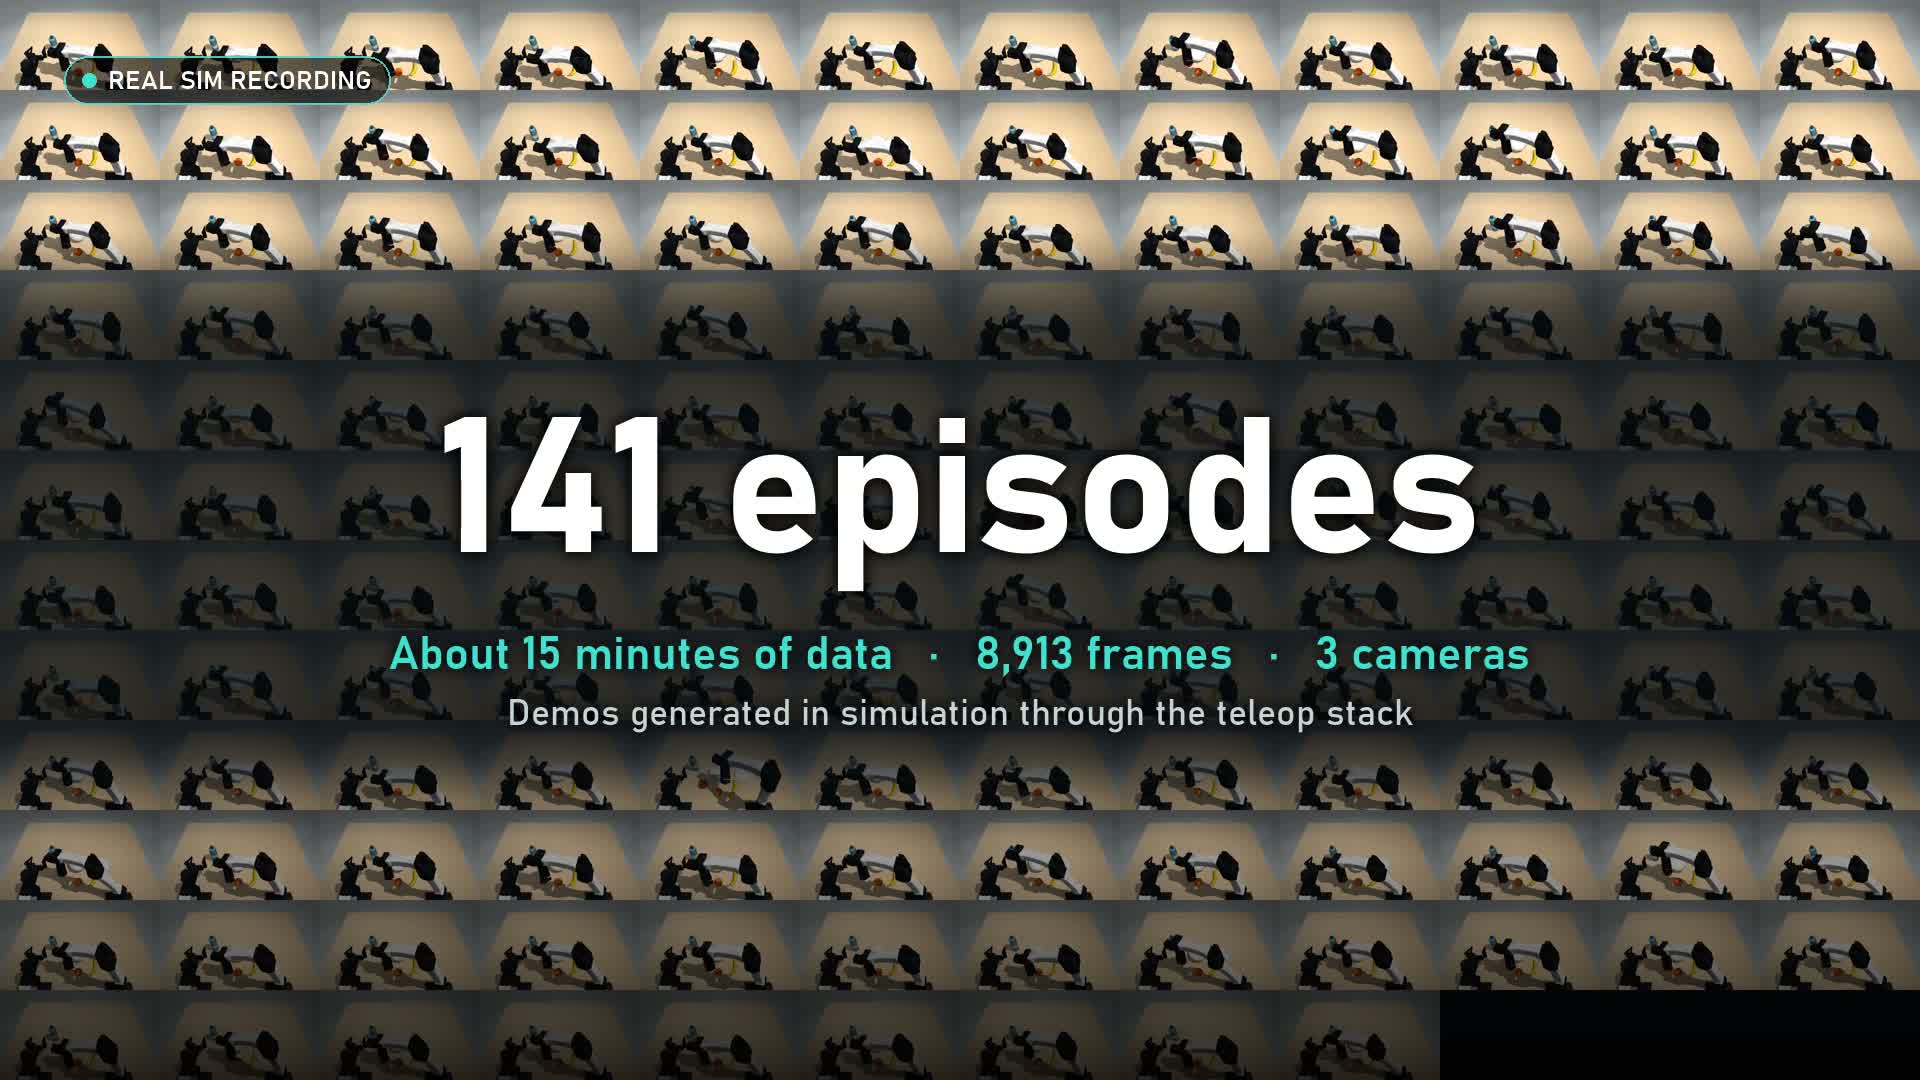 REAL SIM RECORDING
141 episodes
About 15 minutes of data · 8,913 frames · 3 cameras
Demos generated in simulation through the teleop stack